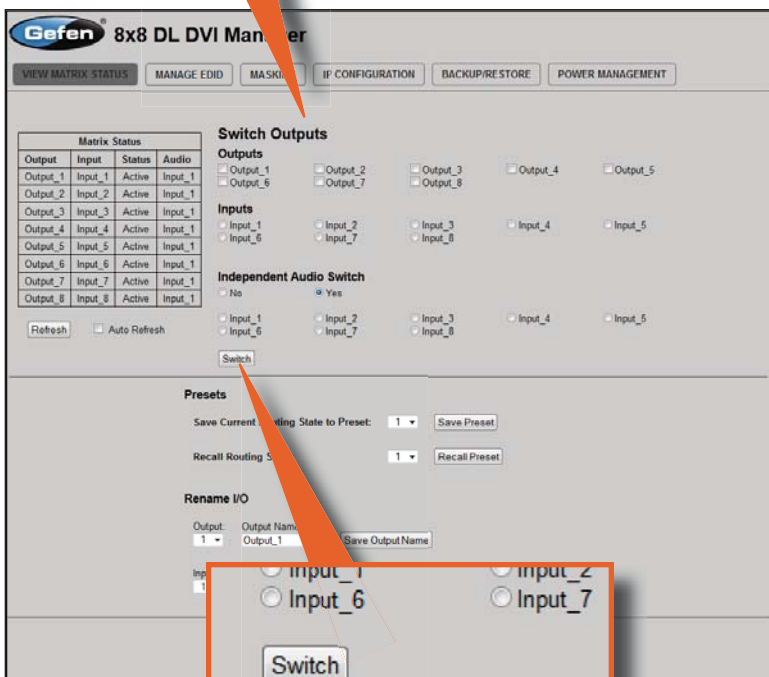 Gefen® 8x8 DL DVI Man er
VIEW MATRIX STATUS MANAGE EDID MASKI IP CONFIGURATION BACKUP/RESTORE POWER MANAGEMENT
Matrix Status
Output Input Status Audio
Output_1 Input_1 Active Input_1
Output_2 Input_2 Active Input_1
Output_3 Input_3 Active Input_1
Output_4 Input_4 Active Input_1
Output_5 Input_5 Active Input_1
Output_6 Input_6 Active Input_1
Output_7 Input_7 Active Input_1
Output_8 Input_8 Active Input_1
Refresh Auto Refresh
Switch Outputs
Outputs
Output_1 Output_2 Output_3 Output_4 Output_5
Output_6 Output_7 Output_8
Inputs
Input_1 Input_2 Input_3 Input_4 Input_5
Input_6 Input_7 Input_8
Independent Audio Switch
No Yes
Input_1 Input_2 Input_3 Input_4 Input_5
Input_6 Input_7 Input_8
Switch
Presets
Save Current ting State to Preset: 1 Save Preset
Recall Routing S 1 Recall Preset
Rename I/O
Output: Output Nam
1 Output_1 Save Output Name
Inp
1
Input_1 Input_2
Input_6 Input_7
Switch